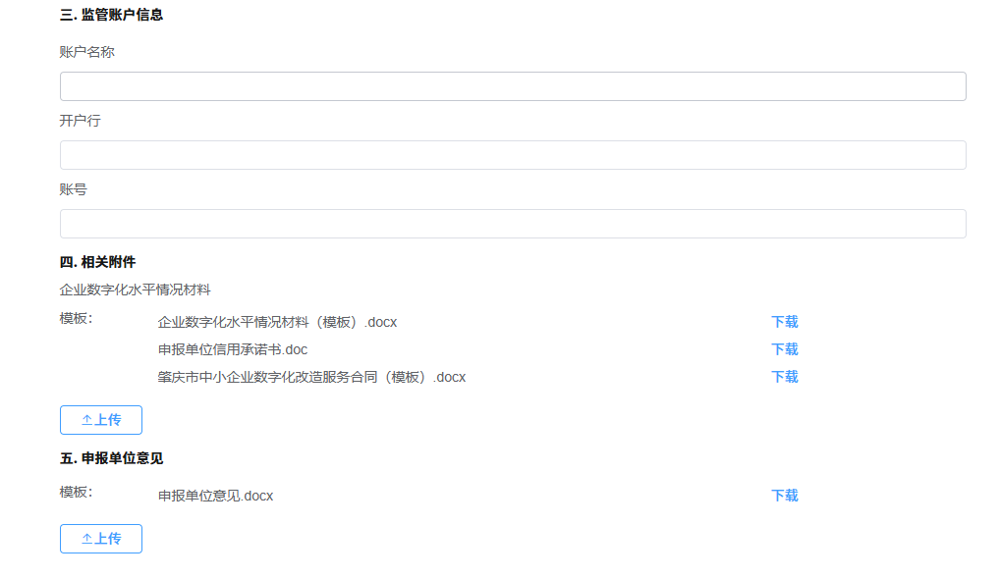 三. 监管账户信息
账户名称
开户行
账号
四. 相关附件
企业数字化水平情况材料
模板：
企业数字化水平情况材料（模板）.docx 下载
申报单位信用承诺书.doc 下载
肇庆市中小企业数字化改造服务合同（模板）.docx 下载
上传
五. 申报单位意见
模板：
申报单位意见.docx 下载
上传